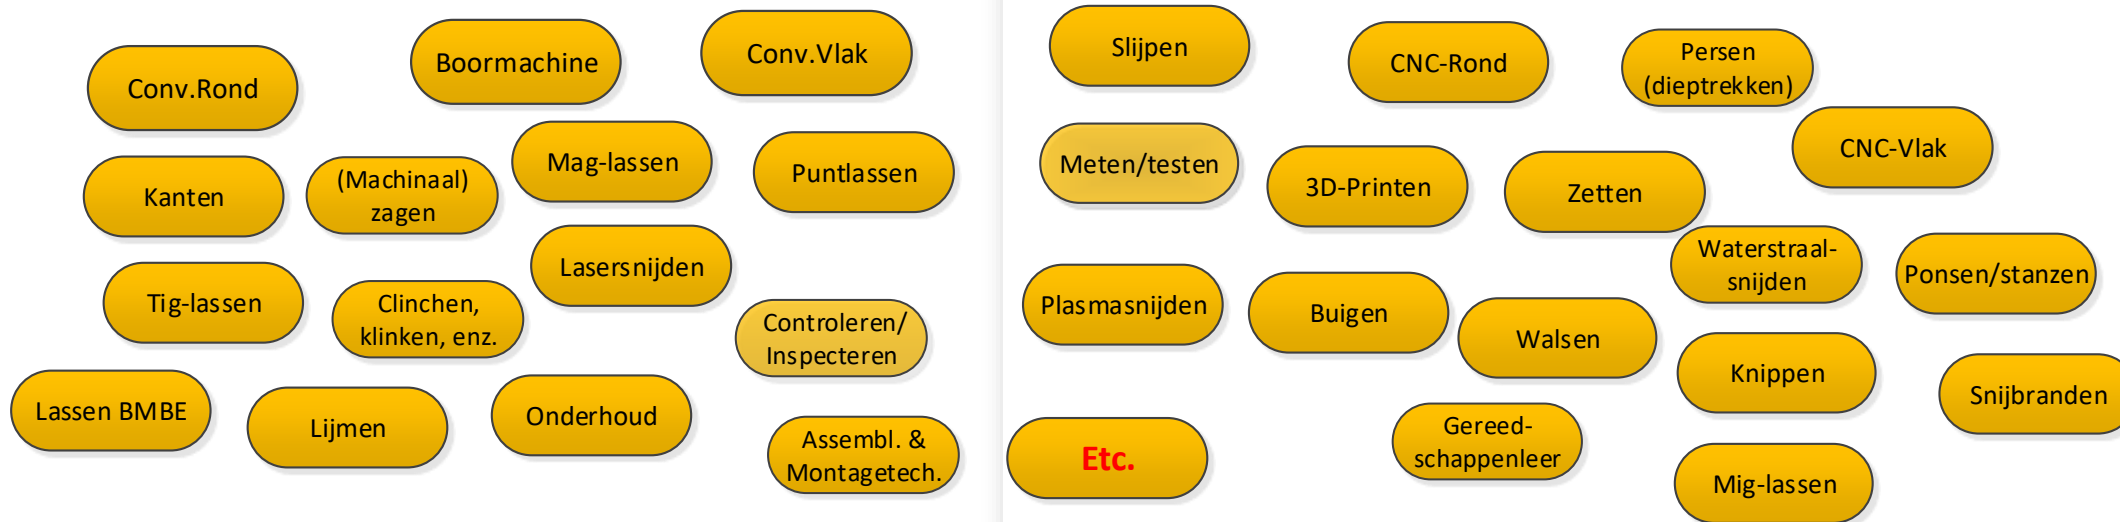 Conv.Rond
Boormachine
Conv.Vlak
Kanten
(Machinaal)
zagen
Mag-lassen
Puntlassen
Tig-lassen
Clinchen,
klinken, enz.
Lasersnijden
Controleren/
Inspecteren
Lassen BMBE
Lijmen
Onderhoud
Assembl. &
Montagetech.
Slijpen
CNC-Rond
Persen
(dieptrekken)
Meten/testen
3D-Printen
Zetten
CNC-Vlak
Plasmasnijden
Buigen
Walsen
Waterstraal-
snijden
Ponsen/stanzen
Knippen
Snijbranden
Etc.
Gereed-
schappenleer
Mig-lassen